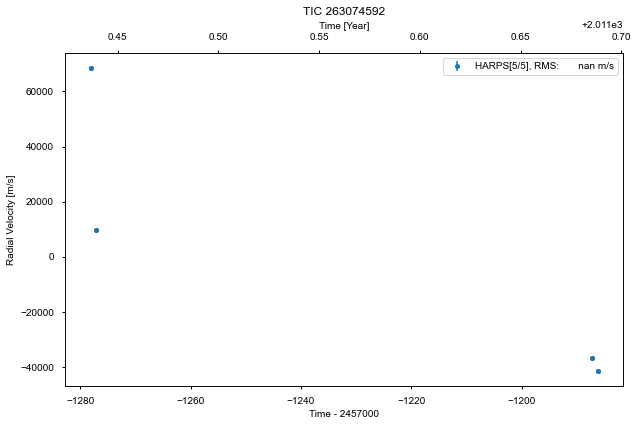 TIC 263074592
Time [Year]
+2.011e3
0.45 0.50 0.55 0.60 0.65 0.70
HARPS[5/5], RMS: nan m/s
60000
40000
20000
0
−20000
−40000
Radial Velocity [m/s]
−1280 −1260 −1240 −1220 −1200
Time - 2457000